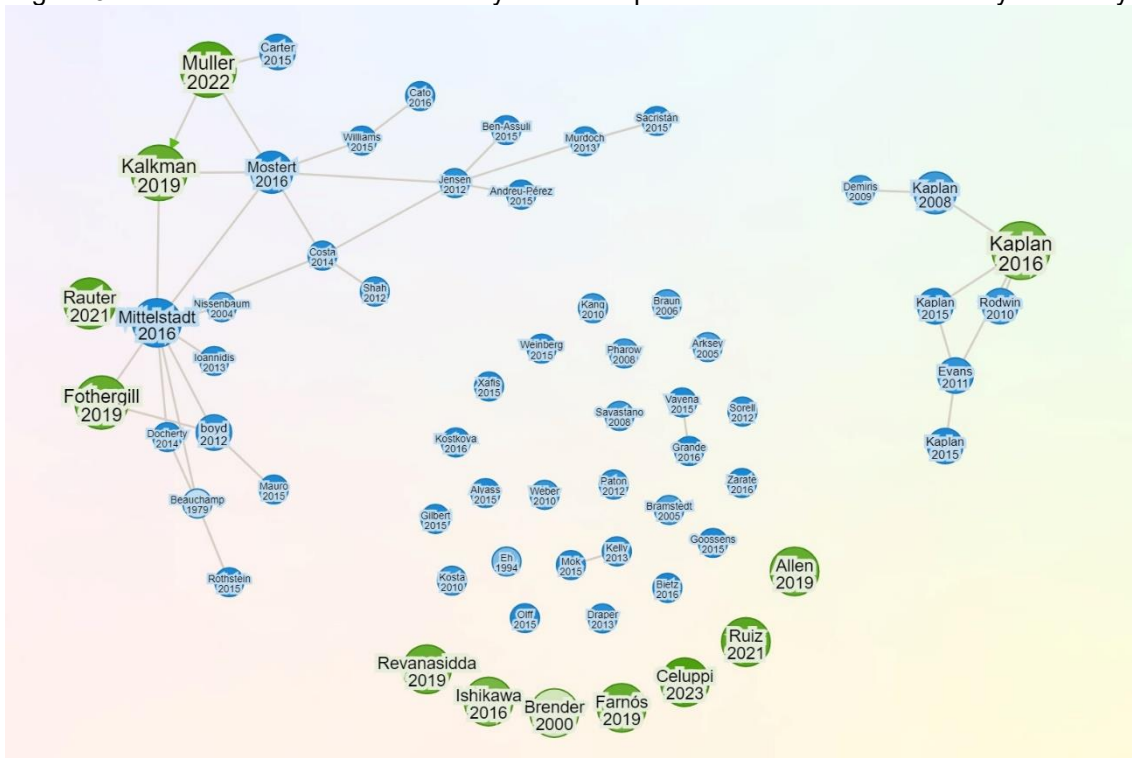 Muller
2022
Carter
2015
Cato
2016
Kalkman
2019
Mostert
2016
Williams
2015
Ben-Assuli
2015
Murdoch
2013
Sacristán
2015
Jensen
2012
Andreu-Pérez
2015
Demiris
2009
Kaplan
2008
Kaplan
2016
Costa
2014
Shah
2012
Rauter
2021
Nissenbaum
2004
Mittelstadt
2016
Ioannidis
2013
Kaplan
2015
Rodwin
2010
Evans
2011
Kaplan
2015
Kang
2010
Braun
2006
Weinberg
2015
Pharow
2008
Arksey
2005
Xafis
2015
Vayena
2015
Savastano
2008
Sorell
2012
Fothergill
2019
Docherty
2014
boyd
2012
Kostkova
2016
Grande
2016
Mauro
2015
Beauchamp
1979
Alvass
2015
Weber
2010
Paton
2012
Zarate
2016
Gilbert
2015
Bramstedt
2005
Goossens
2015
Eh
1994
Mok
2015
Kelly
2013
Allen
2019
Rothstein
2015
Kosta
2010
Bietz
2016
Olff
2015
Draper
2013
Ruiz
2021
Revanasidda
2019
Ishikawa
2016
Brender
2000
Farnós
2019
Celuppi
2023